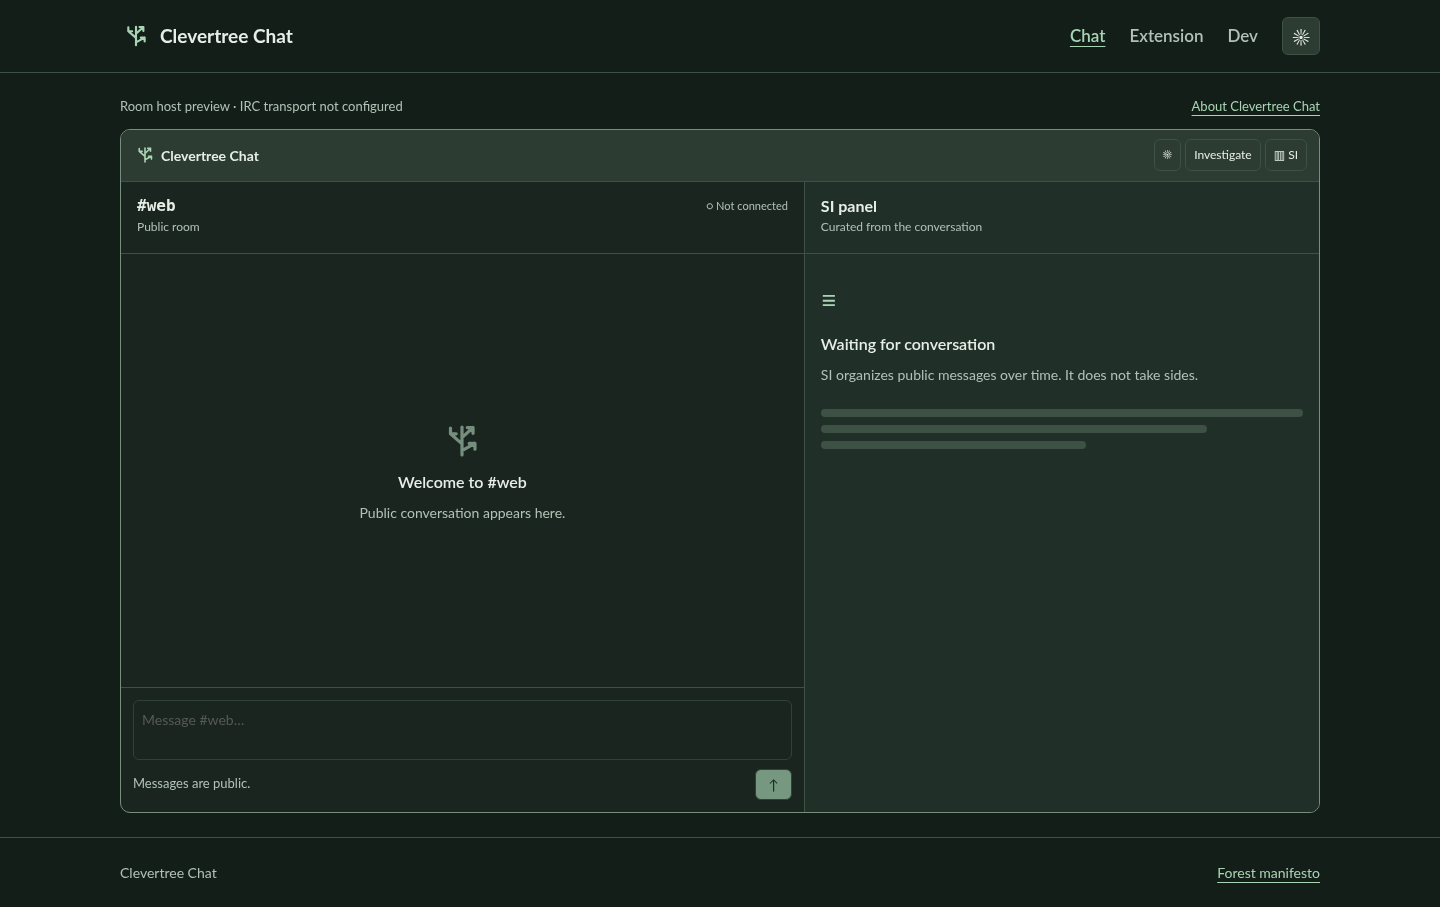 Clevertree Chat
Chat
Extension
Dev
Room host preview · IRC transport not configured
About Clevertree Chat
Clevertree Chat
Investigate
SI
#web
Not connected
Public room
SI panel
Curated from the conversation
Waiting for conversation
SI organizes public messages over time. It does not take sides.
Welcome to #web
Public conversation appears here.
Message #web...
Messages are public.
↑
Clevertree Chat
Forest manifesto